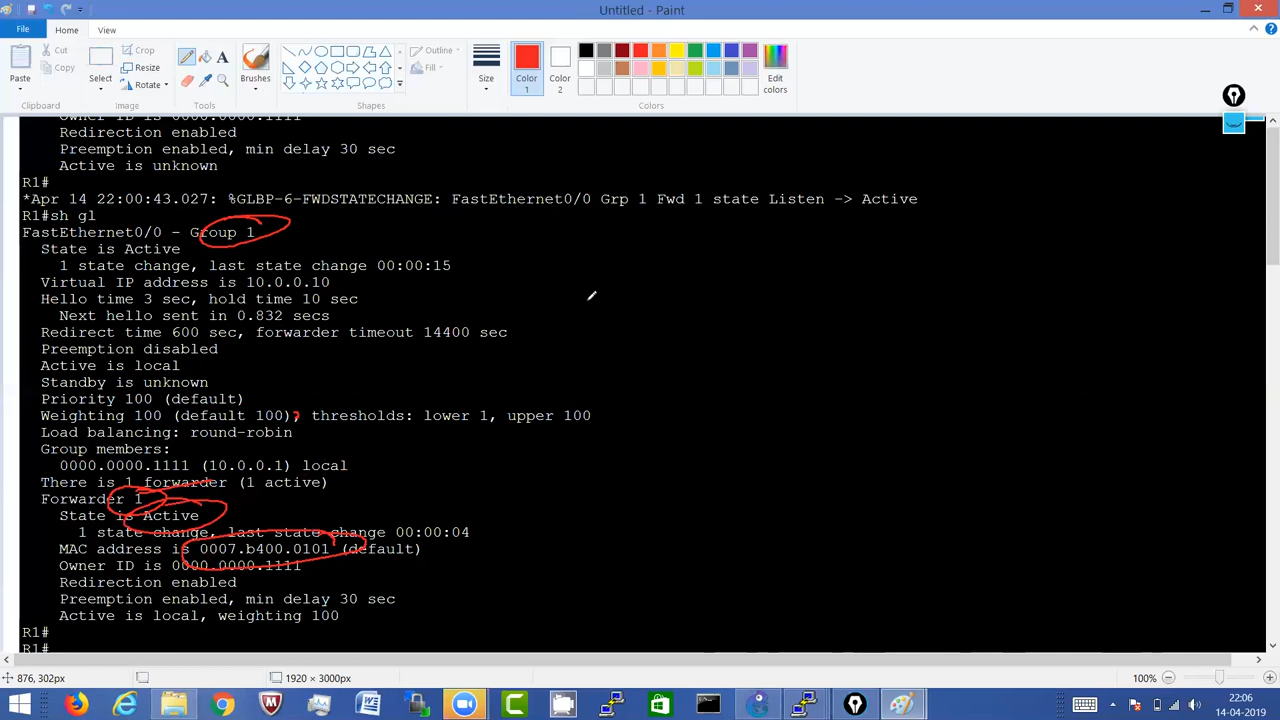 Untitled - Paint
File
Home
View
Paste
Cut
Copy
Clipboard
Select
Crop
Resize
Rotate
Image
Tools
Brushes
Shapes
Outline
Fill
Size
Color 1
Color 2
Edit colors
Colors
Owner ID is 0000.0000.1111
Redirection enabled
Preemption enabled, min delay 30 sec
Active is unknown
R1#
*Apr 14 22:00:43.027: %GLBP-6-FWDSTATECHANGE: FastEthernet0/0 Grp 1 Fwd 1 state Listen -> Active
R1#sh gl
FastEthernet0/0 - Group 1
State is Active
1 state change, last state change 00:00:15
Virtual IP address is 10.0.0.10
Hello time 3 sec, hold time 10 sec
Next hello sent in 0.832 secs
Redirect time 600 sec, forwarder timeout 14400 sec
Preemption disabled
Active is local
Standby is unknown
Priority 100 (default)
Weighting 100 (default 100), thresholds: lower 1, upper 100
Load balancing: round-robin
Group members:
0000.0000.1111 (10.0.0.1) local
There is 1 forwarder (1 active)
Forwarder 1
State is Active
1 state change, last state change 00:00:04
MAC address is 0007.b400.0101 (default)
Owner ID is 0000.0000.1111
Redirection enabled
Preemption enabled, min delay 30 sec
Active is local, weighting 100
R1#
R1#
876, 302px
1920 × 3000px
100%
22:06
14-04-2019